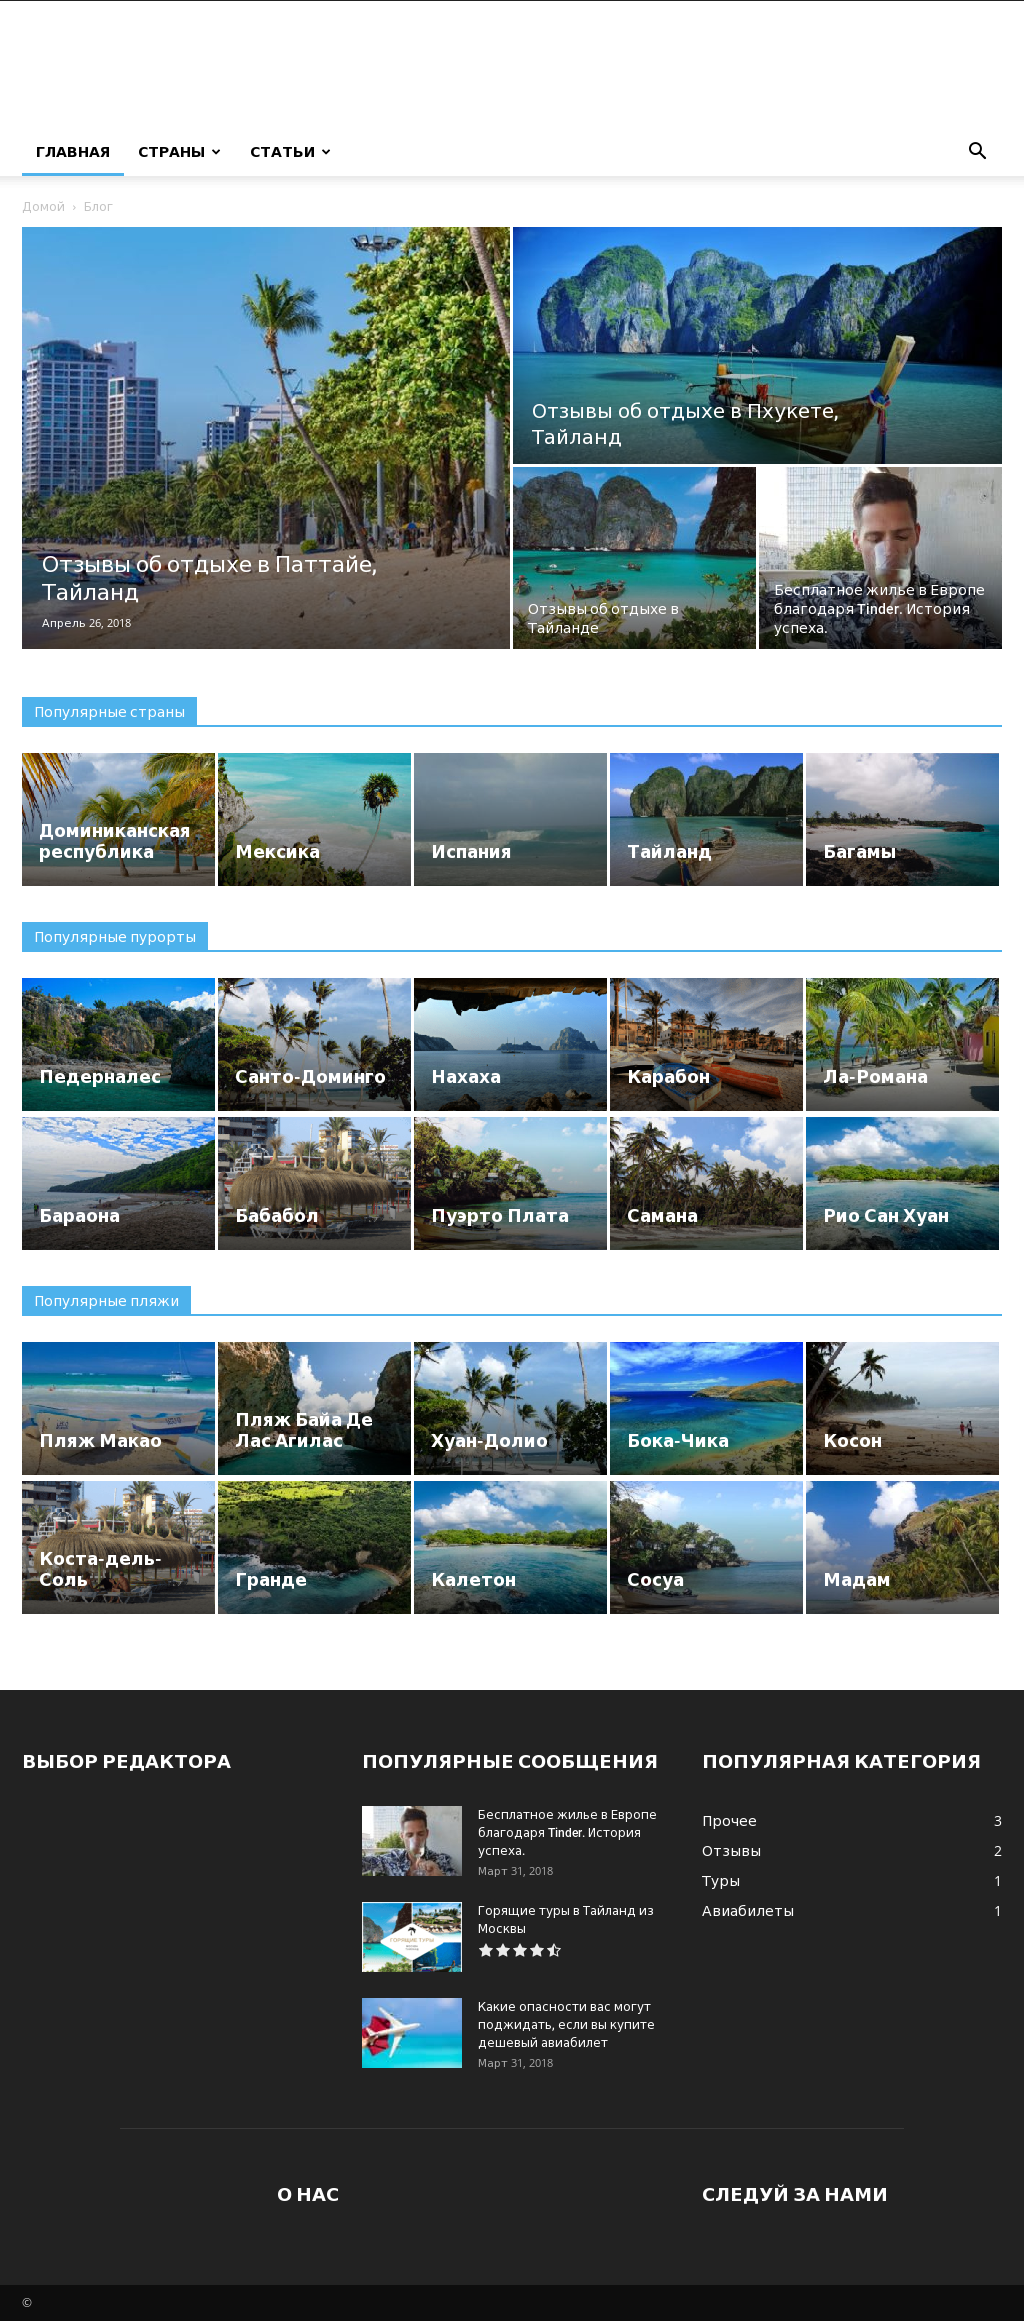 ГЛАВНАЯ СТРАНЫ СТАТЬИ
Домой › Блог
Отзывы об отдыхе в Паттайе,
Тайланд
Апрель 26, 2018
Отзывы об отдыхе в Пхукете,
Тайланд
Отзывы об отдыхе в
Тайланде
Бесплатное жилье в Европе
благодаря Tinder. История
успеха.
Популярные страны
Доминиканская
республика
Мексика
Испания
Тайланд
Багамы
Популярные пурорты
Педерналес
Санто-Доминго
Нахаха
Карабон
Ла-Романа
Бараона
Бабабол
Пуэрто Плата
Самана
Рио Сан Хуан
Популярные пляжи
Пляж Макао
Пляж Байа Де
Лас Агилас
Хуан-Долио
Бока-Чика
Косон
Коста-дель-
Соль
Гранде
Калетон
Сосуа
Мадам
ВЫБОР РЕДАКТОРА
ПОПУЛЯРНЫЕ СООБЩЕНИЯ
Бесплатное жилье в Европе
благодаря Tinder. История
успеха.
Март 31, 2018
ГОРЯЩИЕ ТУРЫ
Горящие туры в Тайланд из
Москвы
Какие опасности вас могут
поджидать, если вы купите
дешевый авиабилет
Март 31, 2018
ПОПУЛЯРНАЯ КАТЕГОРИЯ
Прочее 3
Отзывы 2
Туры 1
Авиабилеты 1
О НАС
СЛЕДУЙ ЗА НАМИ
©